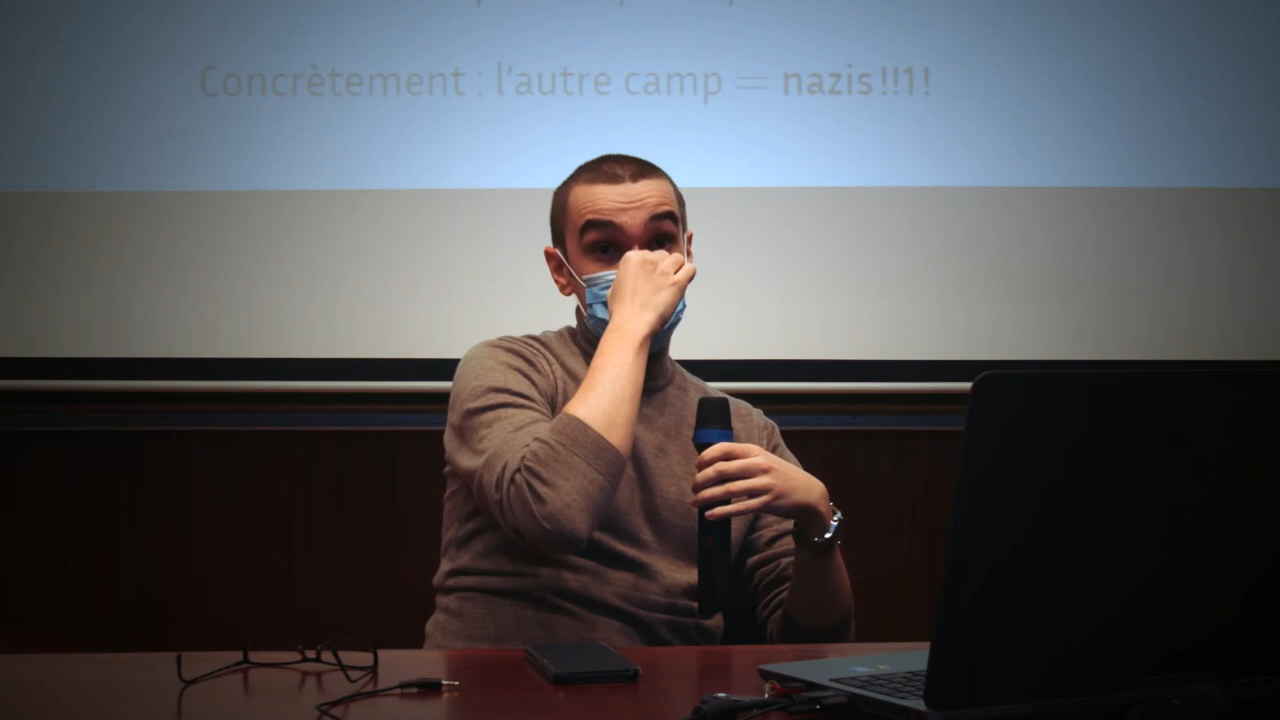 Concrètement : l'autre camp = nazis !!1 !